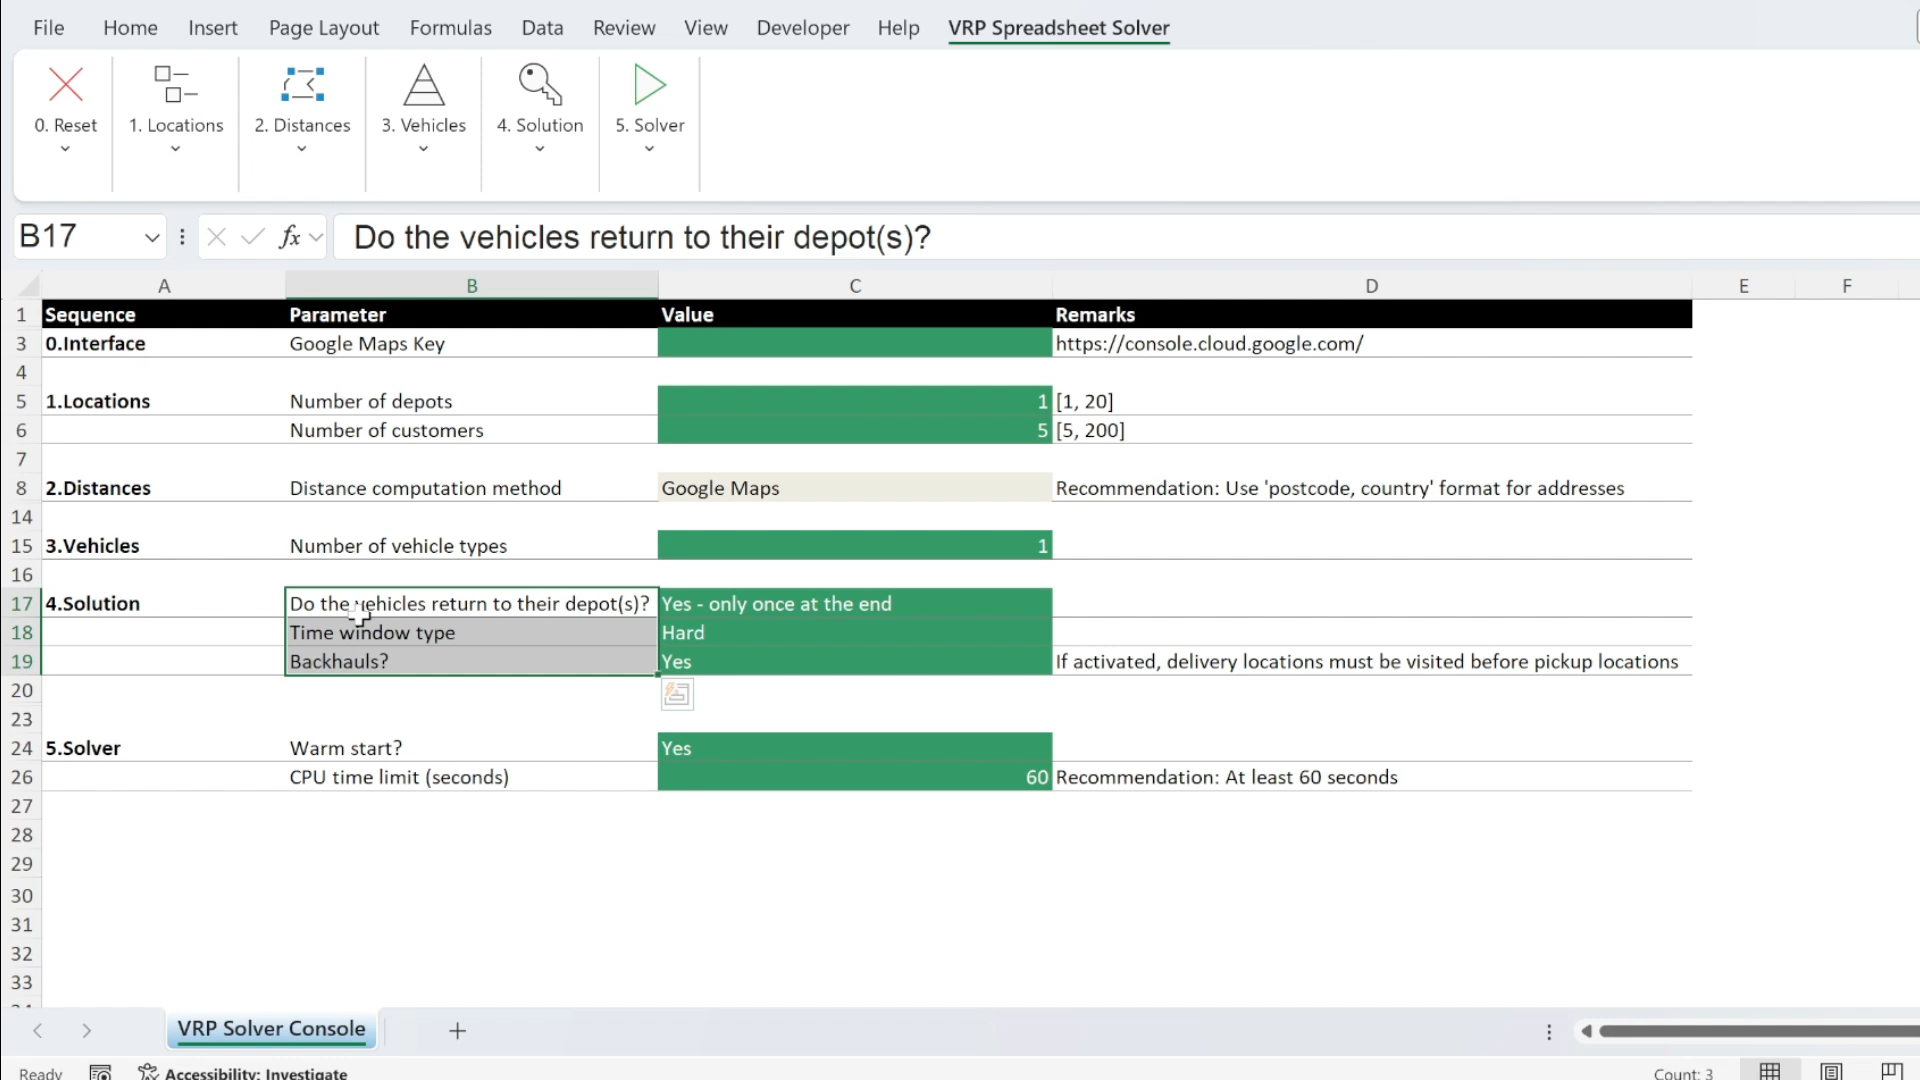 File Home Insert Page Layout Formulas Data Review View Developer Help VRP Spreadsheet Solver
0. Reset 1. Locations 2. Distances 3. Vehicles 4. Solution 5. Solver
B17 fx Do the vehicles return to their depot(s)?
A B C D E F
1 Sequence Parameter Value Remarks
3 0.Interface Google Maps Key https://console.cloud.google.com/
4
5 1.Locations Number of depots 1 [1, 20]
6 Number of customers 5 [5, 200]
7
8 2.Distances Distance computation method Google Maps Recommendation: Use 'postcode, country' format for addresses
14
15 3.Vehicles Number of vehicle types 1
16
17 4.Solution Do the vehicles return to their depot(s)? Yes - only once at the end
18 Time window type Hard
19 Backhauls? Yes If activated, delivery locations must be visited before pickup locations
20
23
24 5.Solver Warm start? Yes
26 CPU time limit (seconds) 60 Recommendation: At least 60 seconds
27
28
29
30
31
32
33
VRP Solver Console
Ready Accessibility: Investigate Count: 3